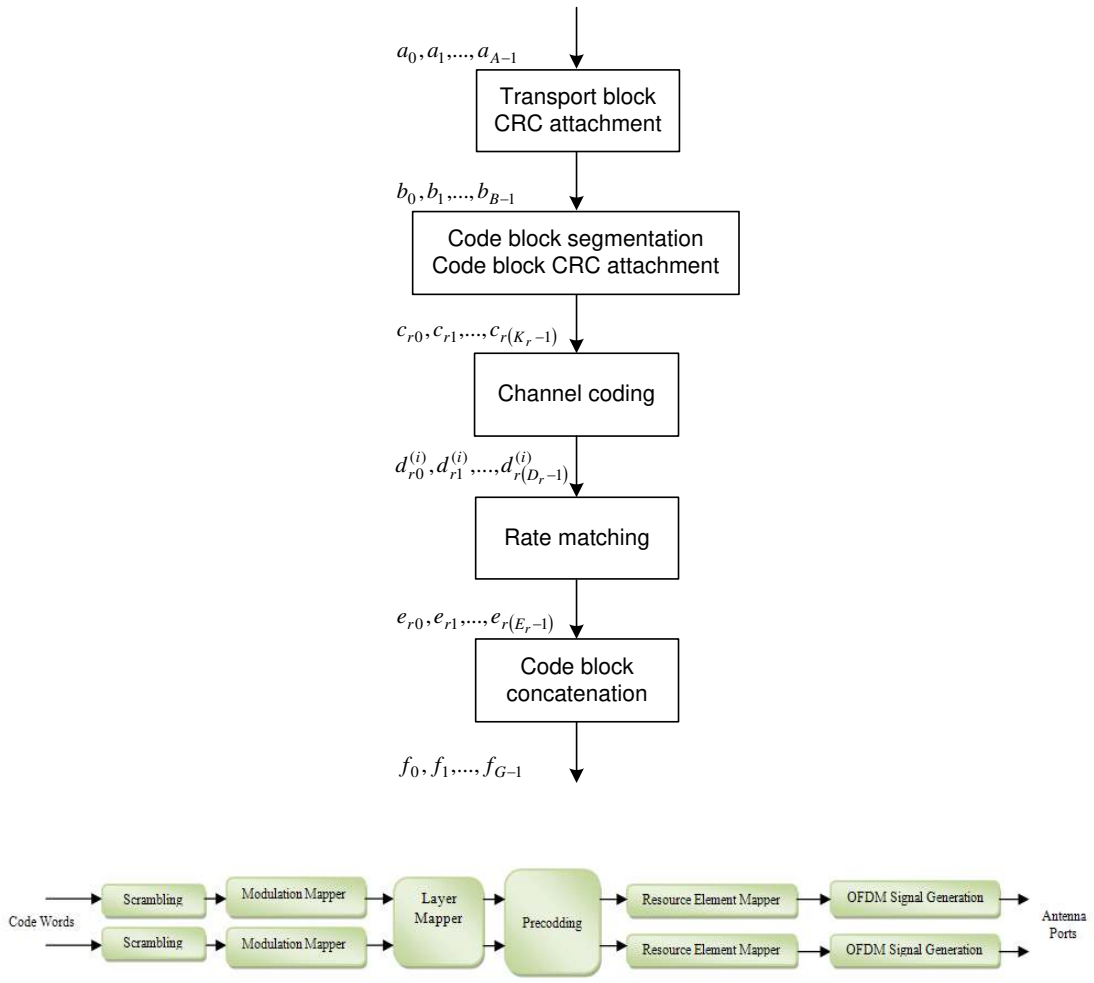 a_0, a_1,..., a_{A-1}
Transport block
CRC attachment
b_0, b_1,..., b_{B-1}
Code block segmentation
Code block CRC attachment
c_{r0}, c_{r1},..., c_{r(K_r-1)}
Channel coding
d_{r0}^{(i)}, d_{r1}^{(i)},..., d_{r(D_r-1)}^{(i)}
Rate matching
e_{r0}, e_{r1},..., e_{r(E_r-1)}
Code block
concatenation
f_0, f_1,..., f_{G-1}
Code Words
Scrambling
Modulation Mapper
Scrambling
Modulation Mapper
Layer
Mapper
Precodding
Resource Element Mapper
OFDM Signal Generation
Resource Element Mapper
OFDM Signal Generation
Antenna
Ports